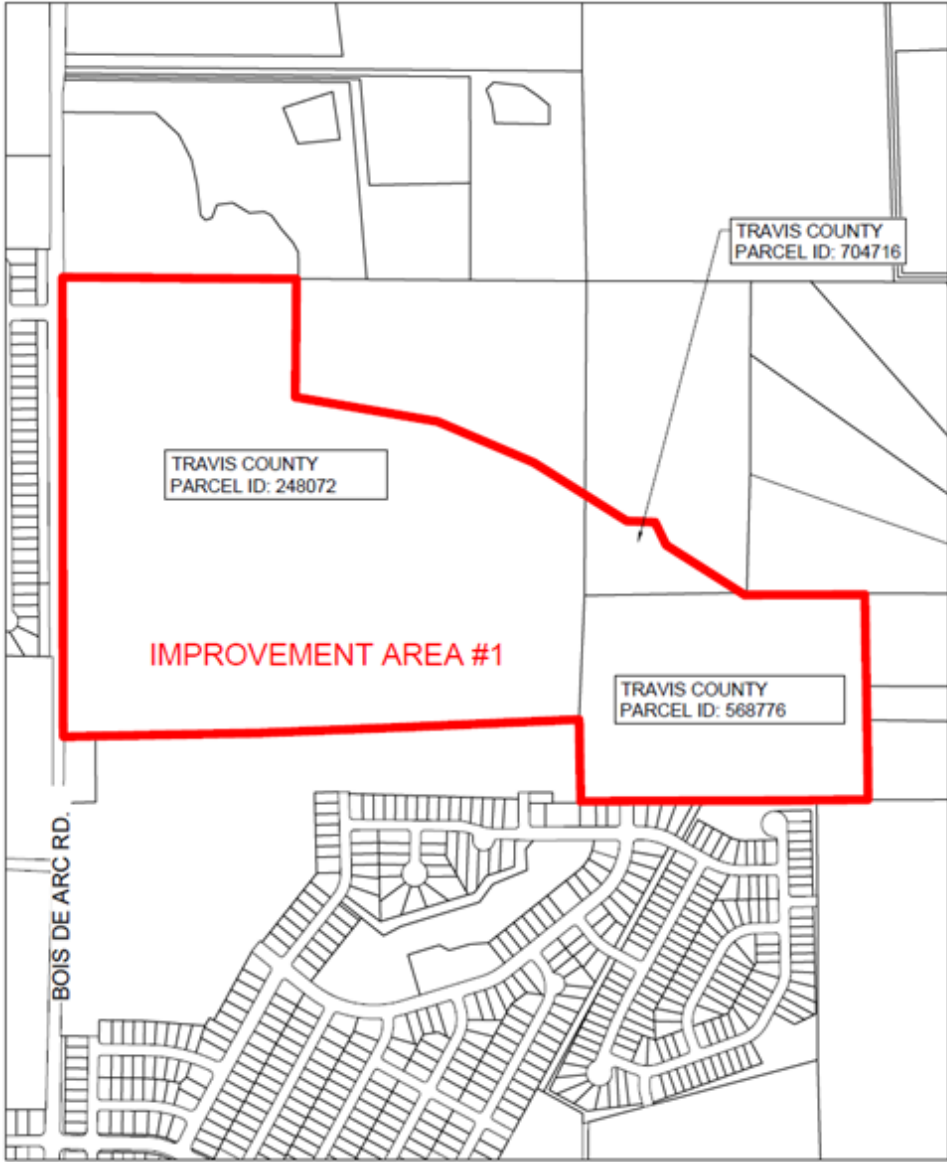 TRAVIS COUNTY
PARCEL ID: 704716
TRAVIS COUNTY
PARCEL ID: 248072
IMPROVEMENT AREA #1
TRAVIS COUNTY
PARCEL ID: 568776
BOIS DE ARC RD.